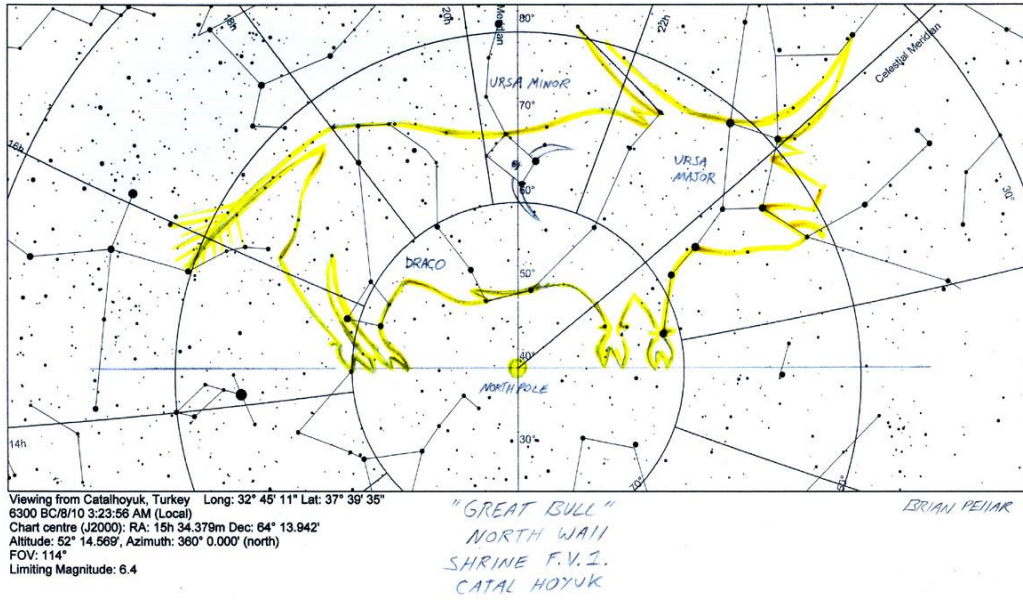 18h
20h
Meridian
80°
22h
Celestial Meridian
URSA MINOR
70°
16h
URSA
MAJOR
60°
30°
DRACO
50°
40°
NORTH POLE
30°
14h
70°
50°
Viewing from Catalhoyuk, Turkey Long: 32° 45' 11" Lat: 37° 39' 35"
6300 BC/8/10 3:23:56 AM (Local)
Chart centre (J2000): RA: 15h 34.379m Dec: 64° 13.942'
Altitude: 52° 14.569', Azimuth: 360° 0.000' (north)
FOV: 114°
Limiting Magnitude: 6.4
"GREAT BULL"
NORTH WAll
SHRINE F.V.1.
CATAL HOYUK
BRIAN PEllAR